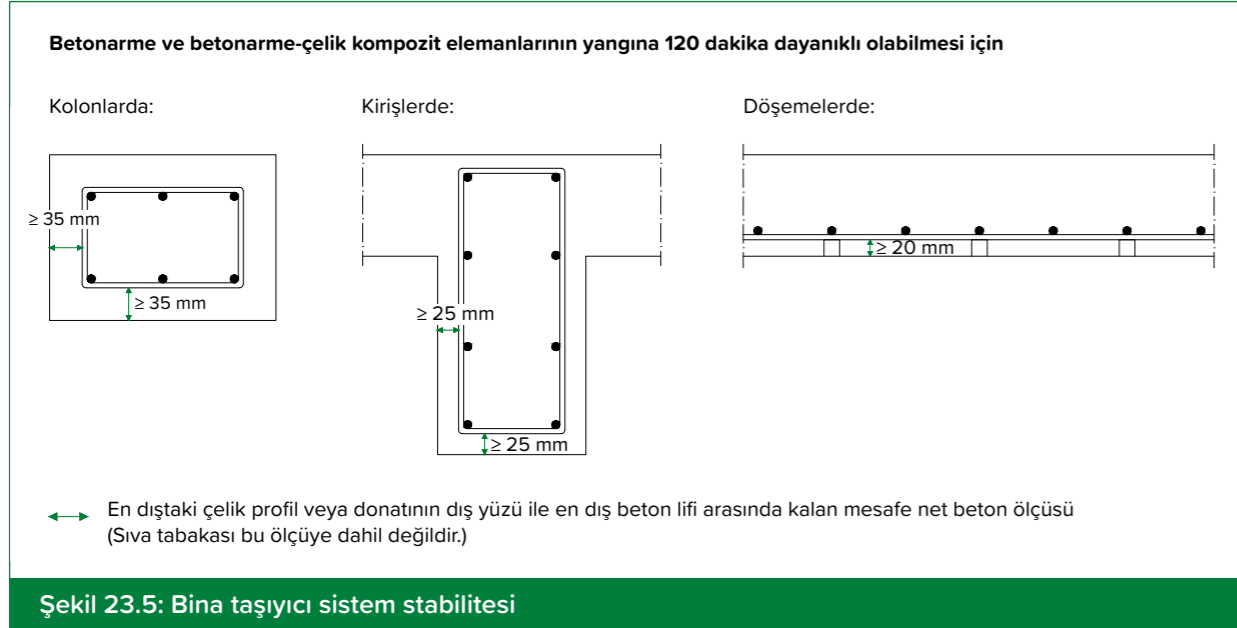 Betonarme ve betonarme-çelik kompozit elemanlarının yangına 120 dakika dayanıklı olabilmesi için
Kolonlarda:
≥ 35 mm
≥ 35 mm
Kirişlerde:
≥ 25 mm
≥ 25 mm
Döşemelerde:
≥ 20 mm
En dıştaki çelik profil veya donatının dış yüzü ile en dış beton lifi arasında kalan mesafe net beton ölçüsü
(Sıva tabakası bu ölçüye dahil değildir.)
Şekil 23.5: Bina taşıyıcı sistem stabilitesi